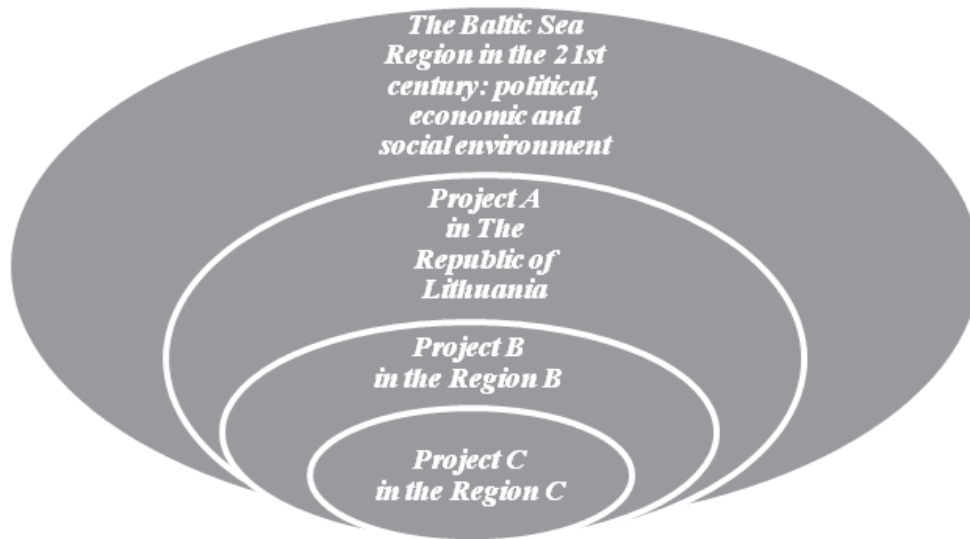 The Baltic Sea
Region in the 21st
century: political,
economic and
social environment
Project A
in The
Republic of
Lithuania
Project B
in the Region B
Project C
in the Region C